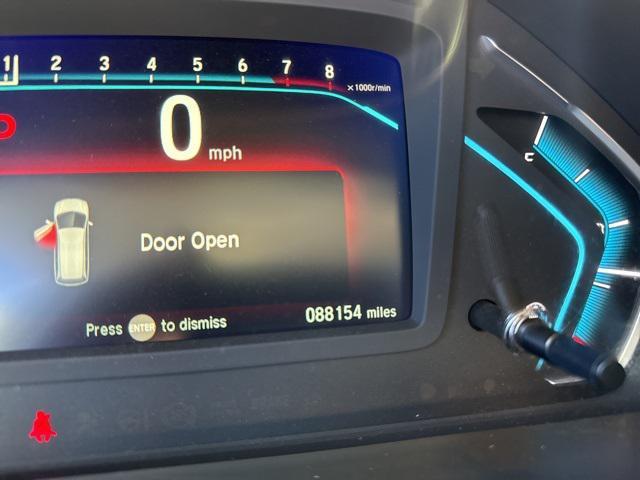 1 2 3 4 5 6 7 8
x1000r/min
0 mph
Door Open
088154 miles
Press ENTER to dismiss